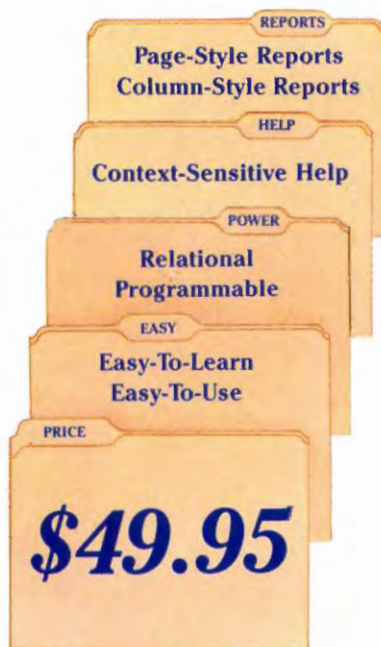 REPORTS
Page-Style Reports
Column-Style Reports
HELP
Context-Sensitive Help
POWER
Relational
Programmable
EASY
Easy-To-Learn
Easy-To-Use
PRICE
$49.95